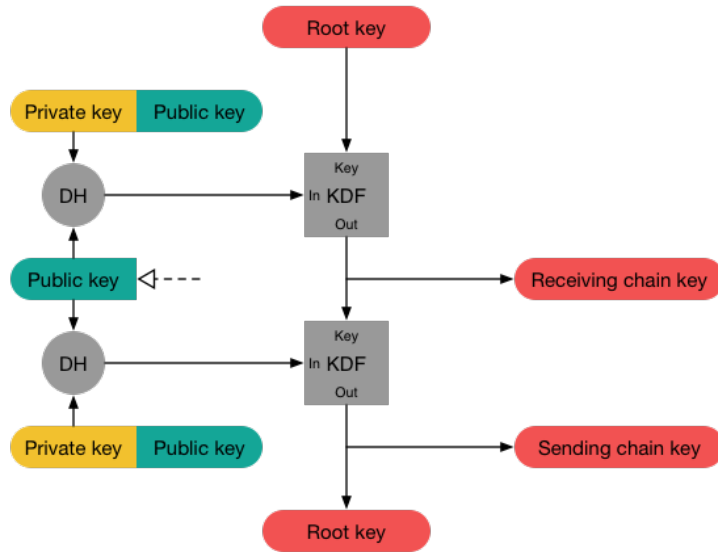 Root key
Private key Public key
Key
DH
In KDF
Out
Public key
Receiving chain key
Key
DH
In KDF
Out
Private key Public key
Sending chain key
Root key